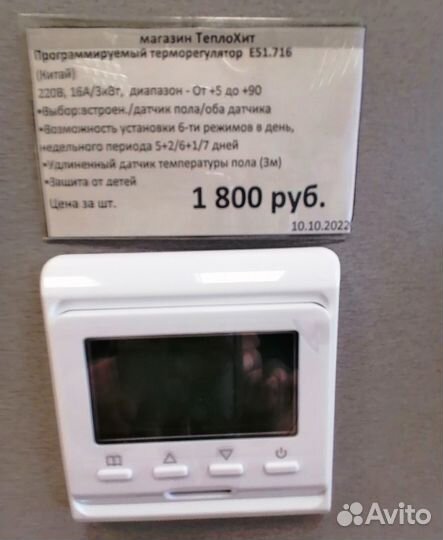 магазин ТеплоХит
Программируемый терморегулятор E51.716
(Китай)
220В, 16А/3кВт, диапазон - От +5 до +90
•Выбор:встроен./датчик пола/оба датчика
•Возможность установки 6-ти режимов в день,
недельного периода 5+2/6+1/7 дней
•Удлиненный датчик температуры пола (3м)
•Защита от детей
Цена за шт. 1 800 руб.
10.10.2022
Avito